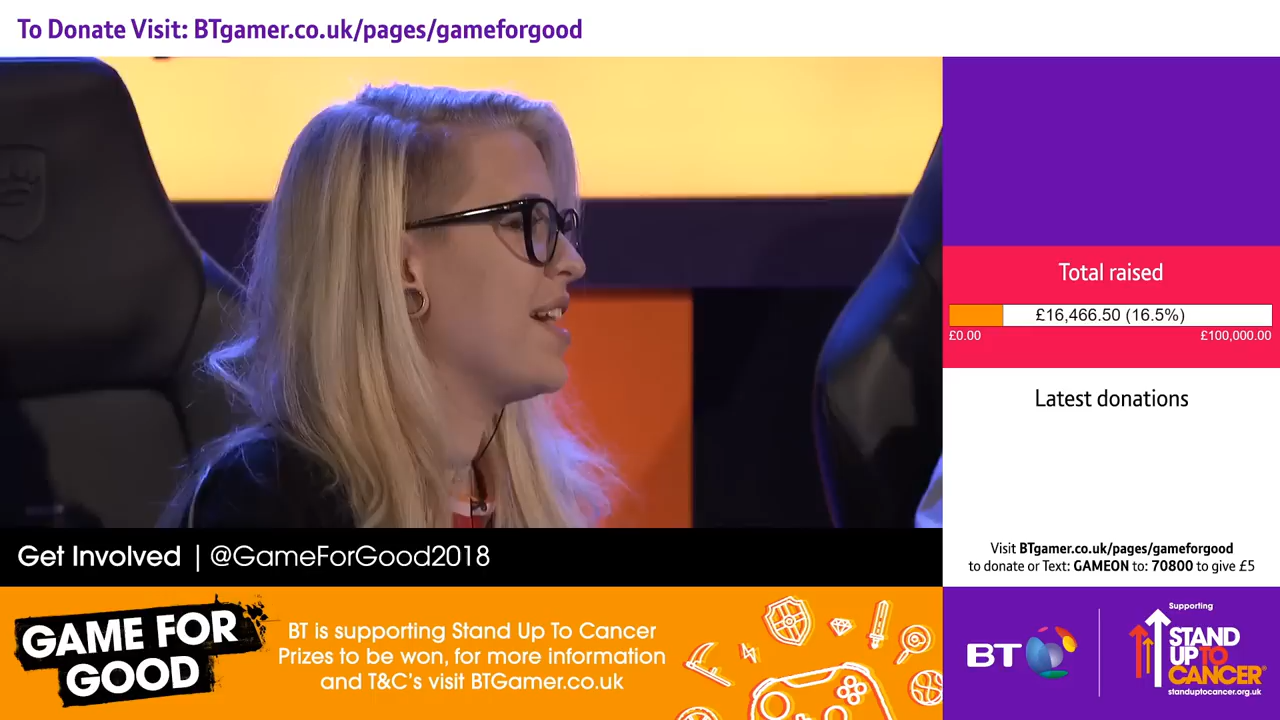 To Donate Visit: BTgamer.co.uk/pages/gameforgood
Total raised
£16,466.50 (16.5%)
£0.00 £100,000.00
Latest donations
Visit BTgamer.co.uk/pages/gameforgood
to donate or Text: GAMEON to: 70800 to give £5
Get Involved | @GameForGood2018
GAME FOR
GOOD
BT is supporting Stand Up To Cancer
Prizes to be won, for more information
and T&C's visit BTGamer.co.uk
BT
Supporting
STAND
UP TO
CANCER
standuptocancer.org.uk